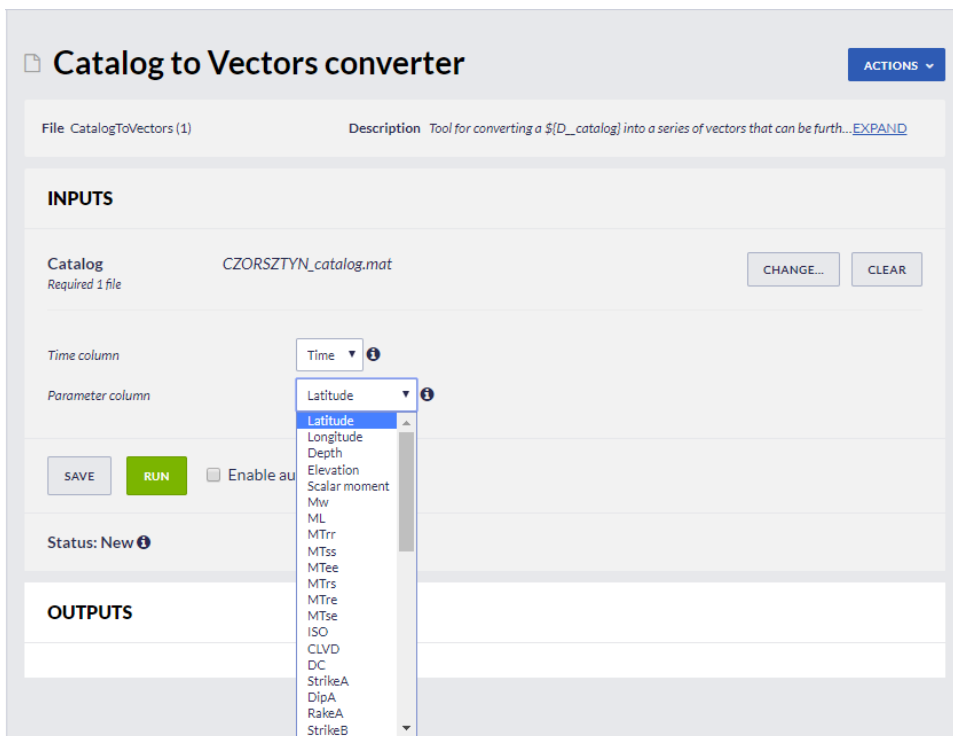 Catalog to Vectors converter
ACTIONS
File CatalogToVectors (1)
Description Tool for converting a ${D__catalog} into a series of vectors that can be furth...EXPAND
INPUTS
Catalog
CZORSZTYN_catalog.mat
CHANGE...
CLEAR
Required 1 file
Time column
Time
Parameter column
Latitude
Latitude
Longitude
Depth
Elevation
Scalar moment
Mw
ML
MTrr
MTss
MTee
MTrs
MTre
MTse
ISO
CLVD
DC
StrikeA
DipA
RakeA
StrikeB
SAVE
RUN
Enable au
Status: New
OUTPUTS